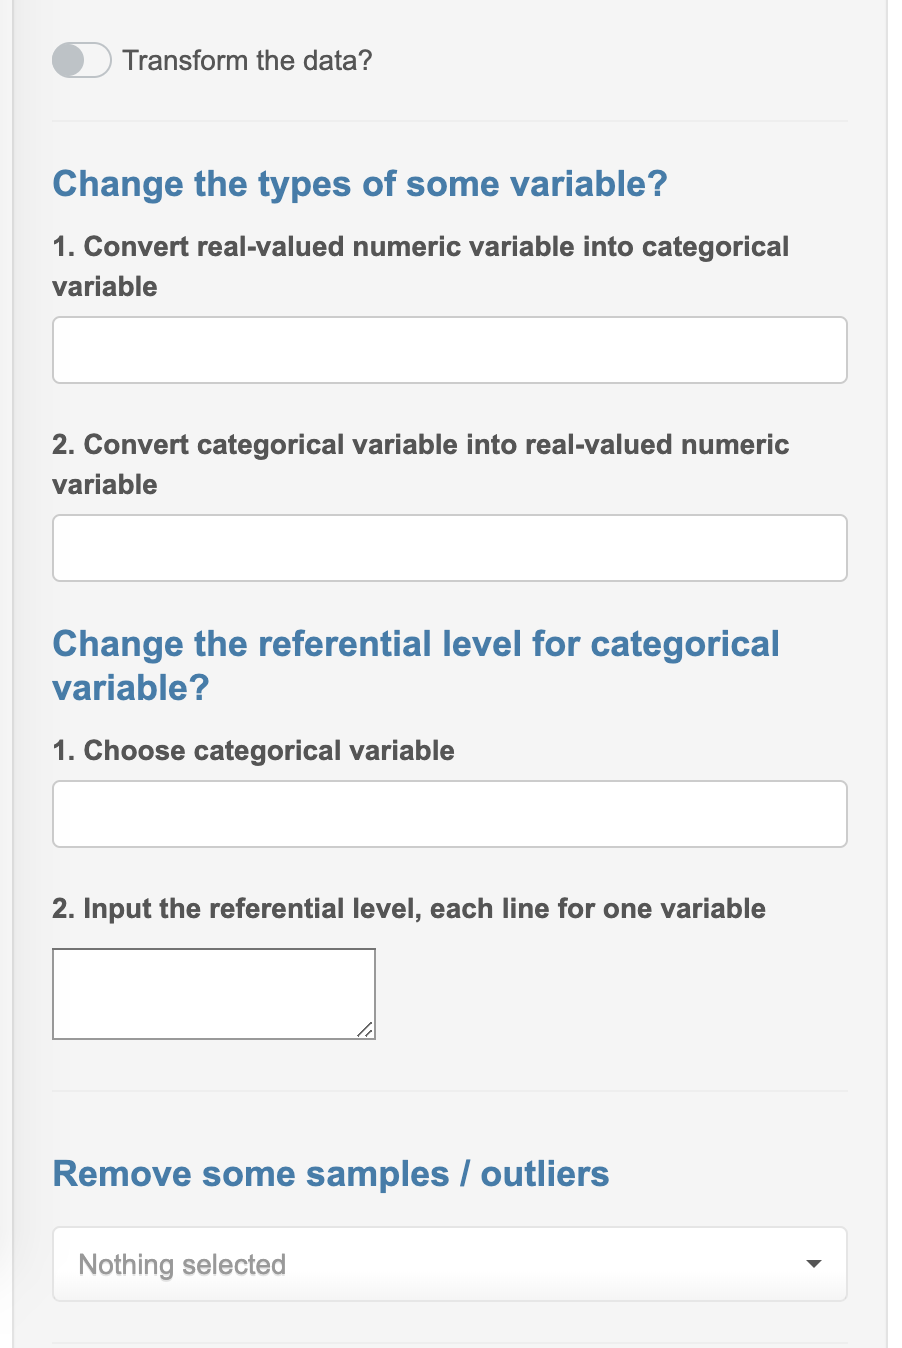 Transform the data?
Change the types of some variable?
1. Convert real-valued numeric variable into categorical
variable
2. Convert categorical variable into real-valued numeric
variable
Change the referential level for categorical
variable?
1. Choose categorical variable
2. Input the referential level, each line for one variable
Remove some samples / outliers
Nothing selected